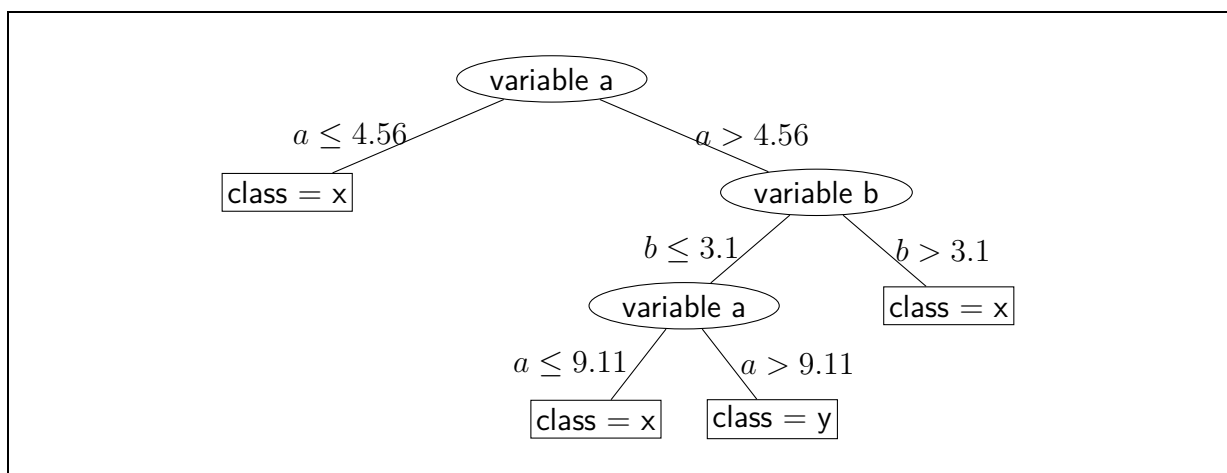 variable a
a ≤ 4.56
a > 4.56
class = x
variable b
b ≤ 3.1
b > 3.1
variable a
class = x
a ≤ 9.11
a > 9.11
class = x
class = y